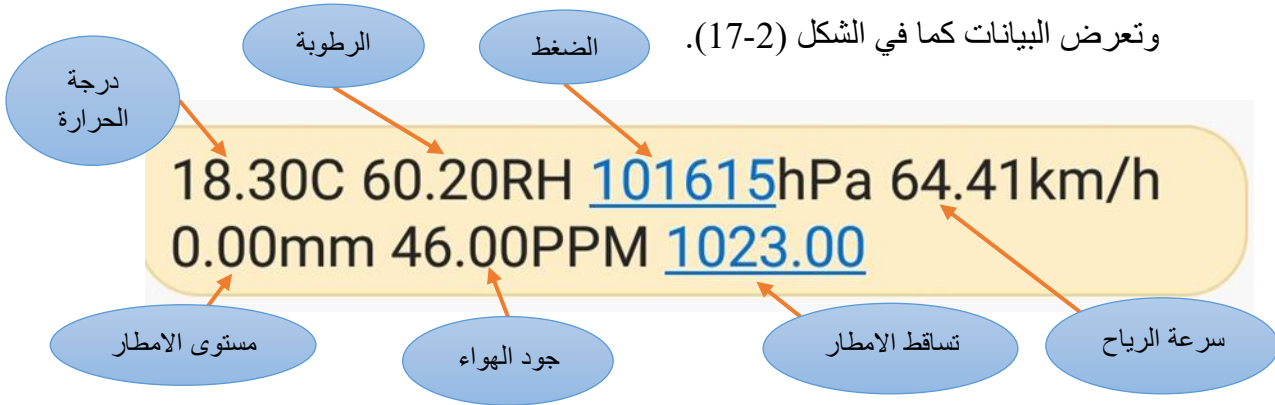 وتعرض البيانات كما في الشكل (2-17).
الضغط
الرطوبة
درجة
الحرارة
18.30C 60.20RH 101615hPa 64.41km/h
0.00mm 46.00PPM 1023.00
سرعة الرياح
تساقط الامطار
جود الهواء
مستوى الامطار